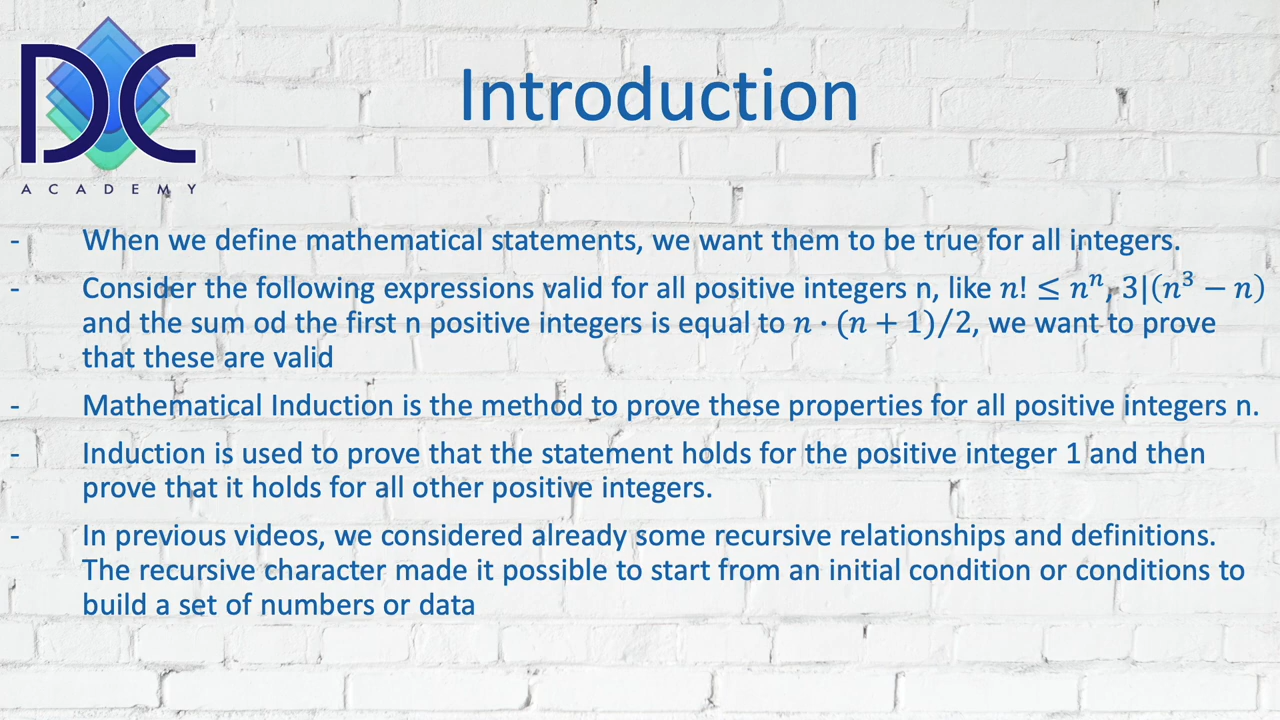 DC
ACADEMY
Introduction
- When we define mathematical statements, we want them to be true for all integers.
- Consider the following expressions valid for all positive integers n, like n! ≤ nⁿ, 3|(n³ − n)
and the sum od the first n positive integers is equal to n · (n + 1)/2, we want to prove
that these are valid
- Mathematical Induction is the method to prove these properties for all positive integers n.
- Induction is used to prove that the statement holds for the positive integer 1 and then
prove that it holds for all other positive integers.
- In previous videos, we considered already some recursive relationships and definitions.
The recursive character made it possible to start from an initial condition or conditions to
build a set of numbers or data